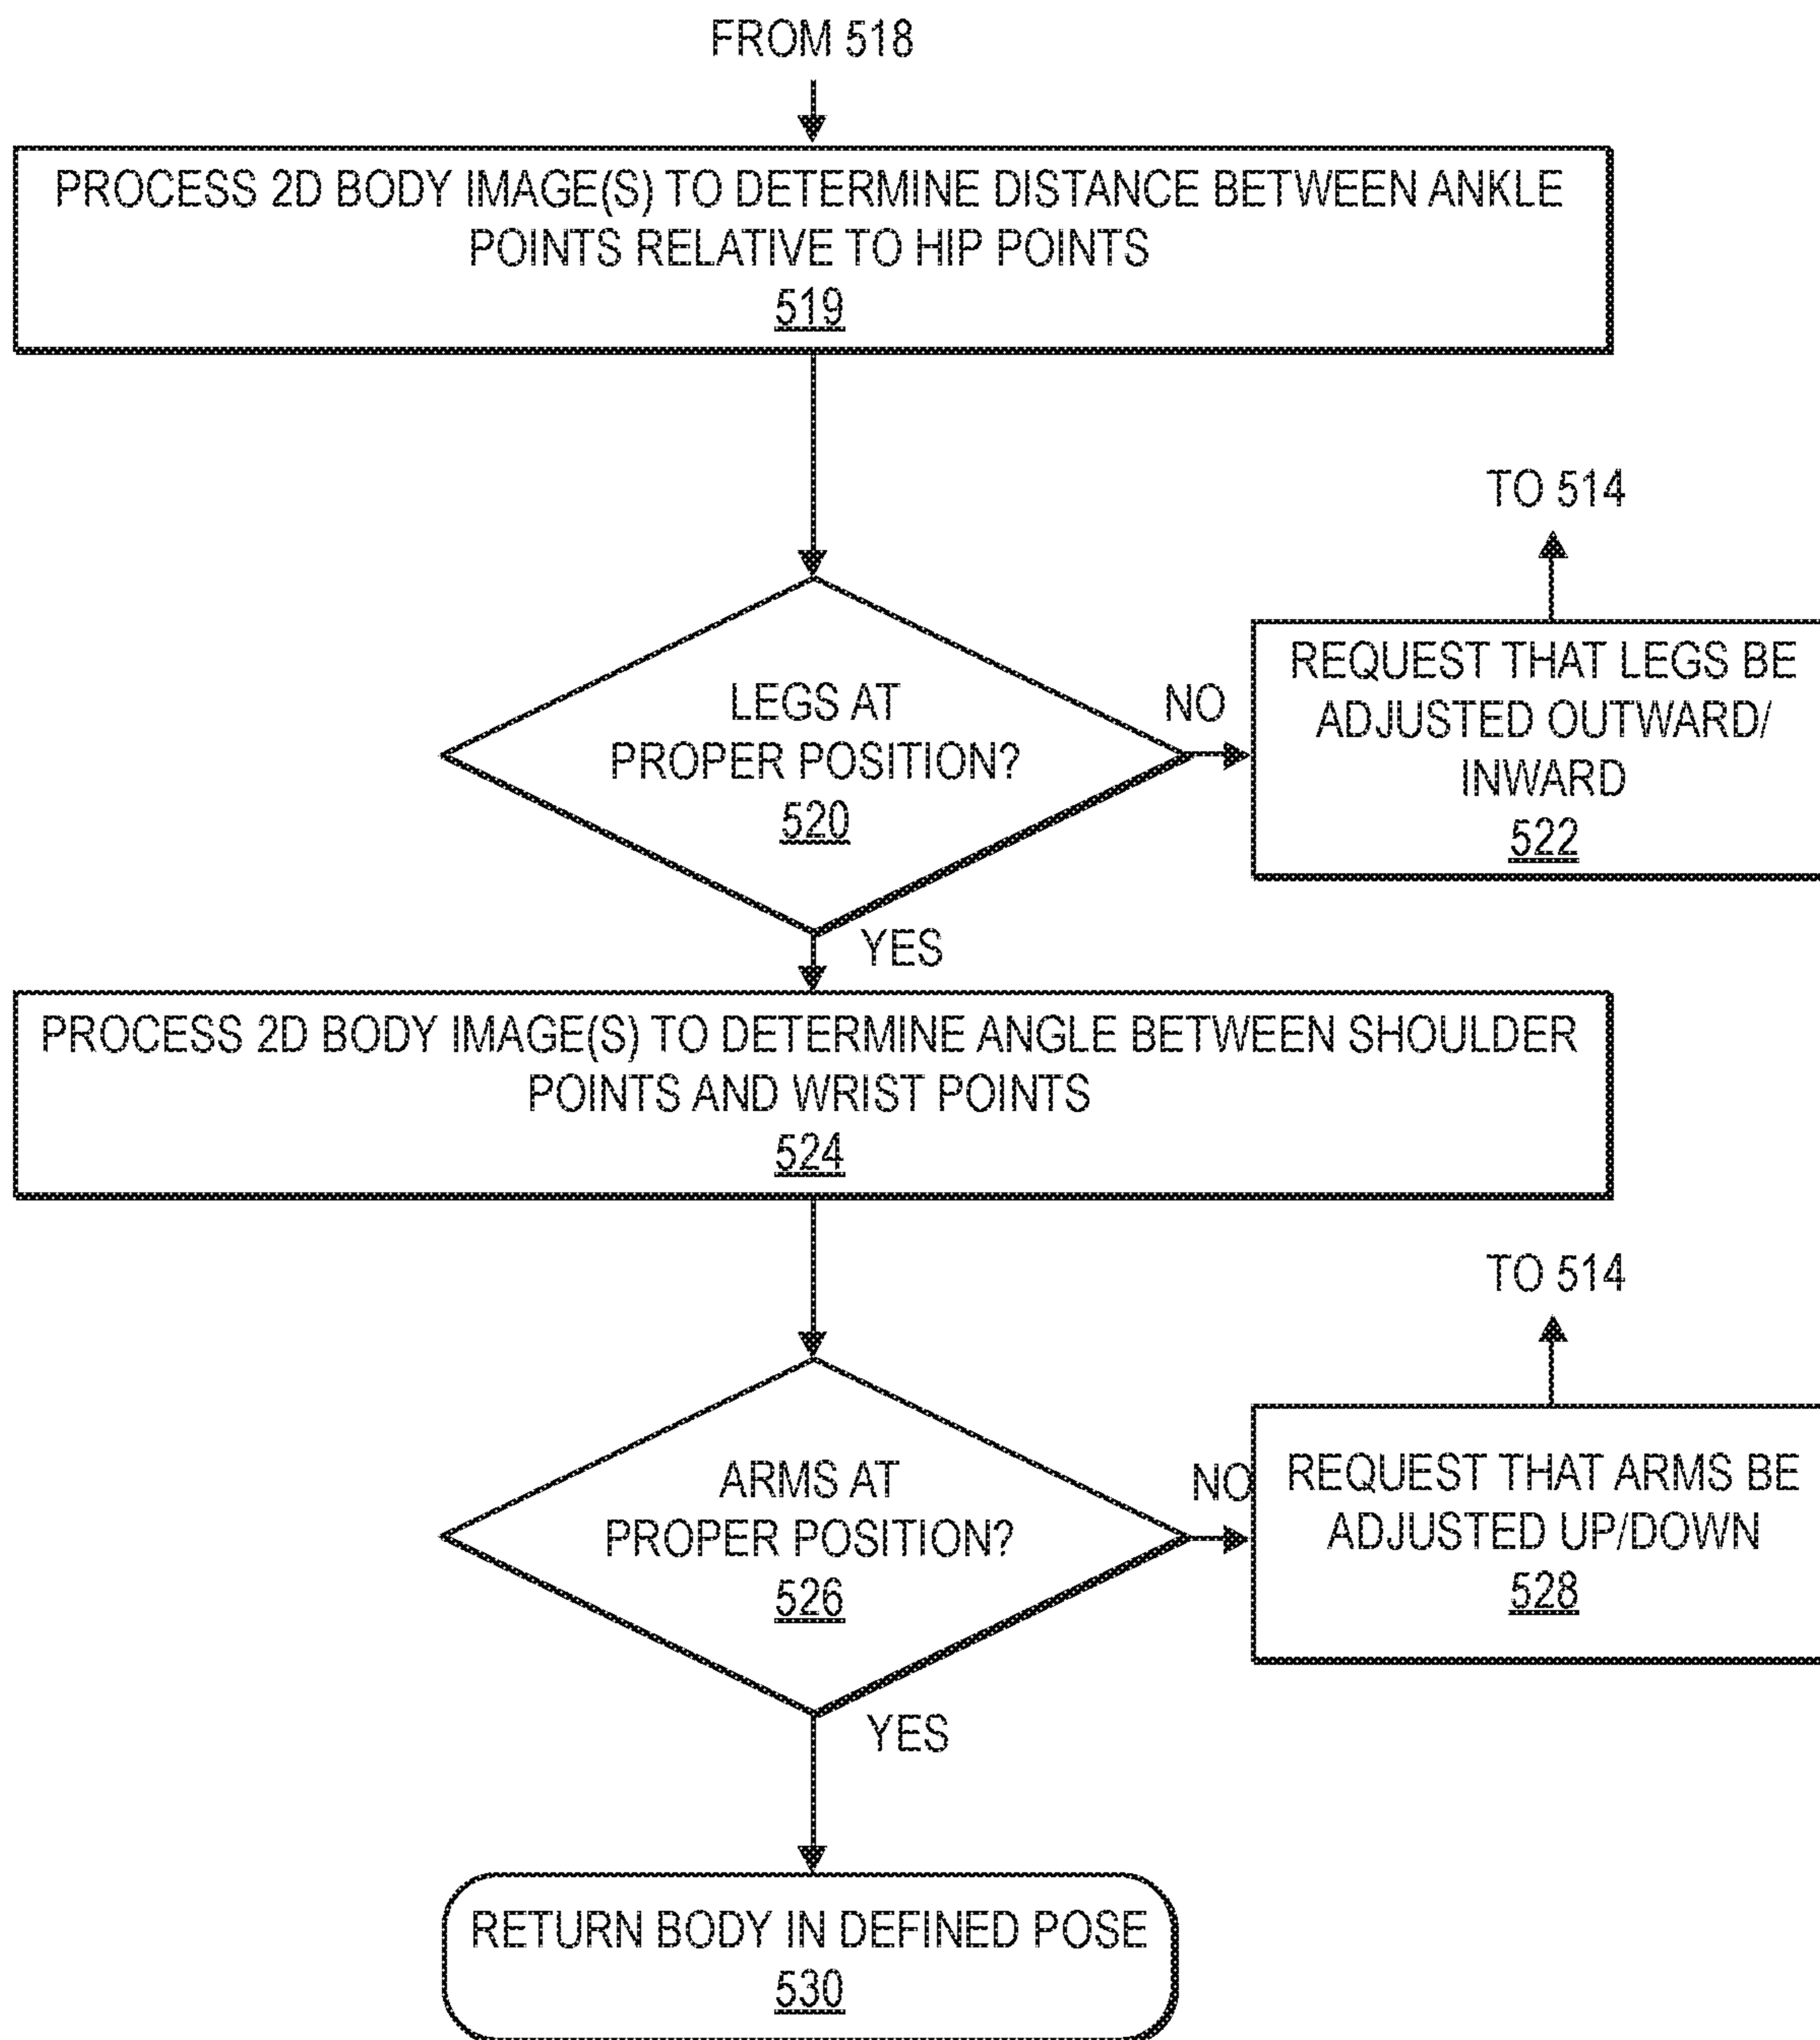 FROM 518
PROCESS 2D BODY IMAGE(S) TO DETERMINE DISTANCE BETWEEN ANKLE
POINTS RELATIVE TO HIP POINTS
519
TO 514
LEGS AT
PROPER POSITION?
520
NO
REQUEST THAT LEGS BE
ADJUSTED OUTWARD/
INWARD
522
YES
PROCESS 2D BODY IMAGE(S) TO DETERMINE ANGLE BETWEEN SHOULDER
POINTS AND WRIST POINTS
524
TO 514
ARMS AT
PROPER POSITION?
526
NO
REQUEST THAT ARMS BE
ADJUSTED UP/DOWN
528
YES
RETURN BODY IN DEFINED POSE
530